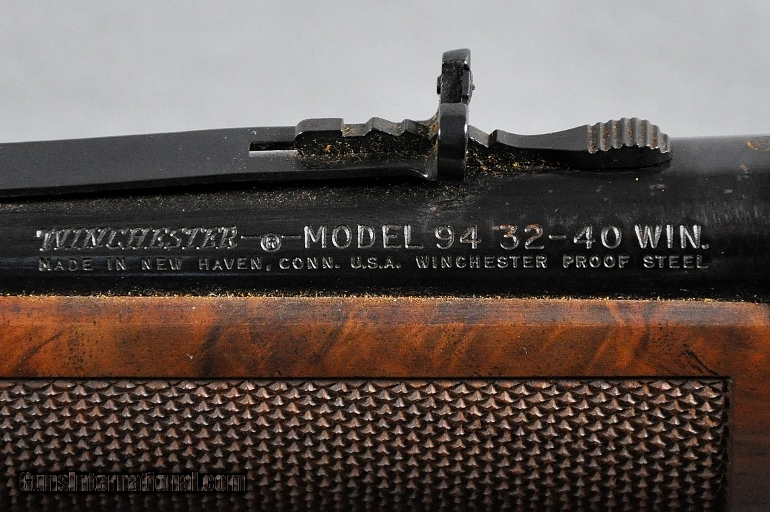 WINCHESTER-®-MODEL 94 32-40 WIN.
MADE IN NEW HAVEN, CONN. U.S.A. WINCHESTER PROOF STEEL
GunsInternational.com